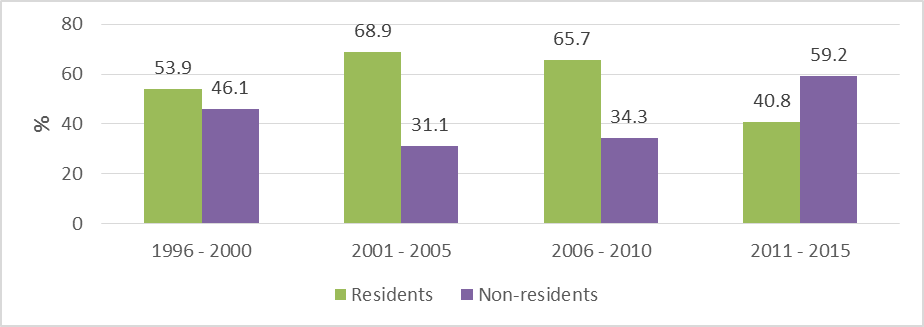 80
60
40
20
0
%
53.9
46.1
68.9
31.1
65.7
34.3
40.8
59.2
1996 - 2000
2001 - 2005
2006 - 2010
2011 - 2015
Residents
Non-residents